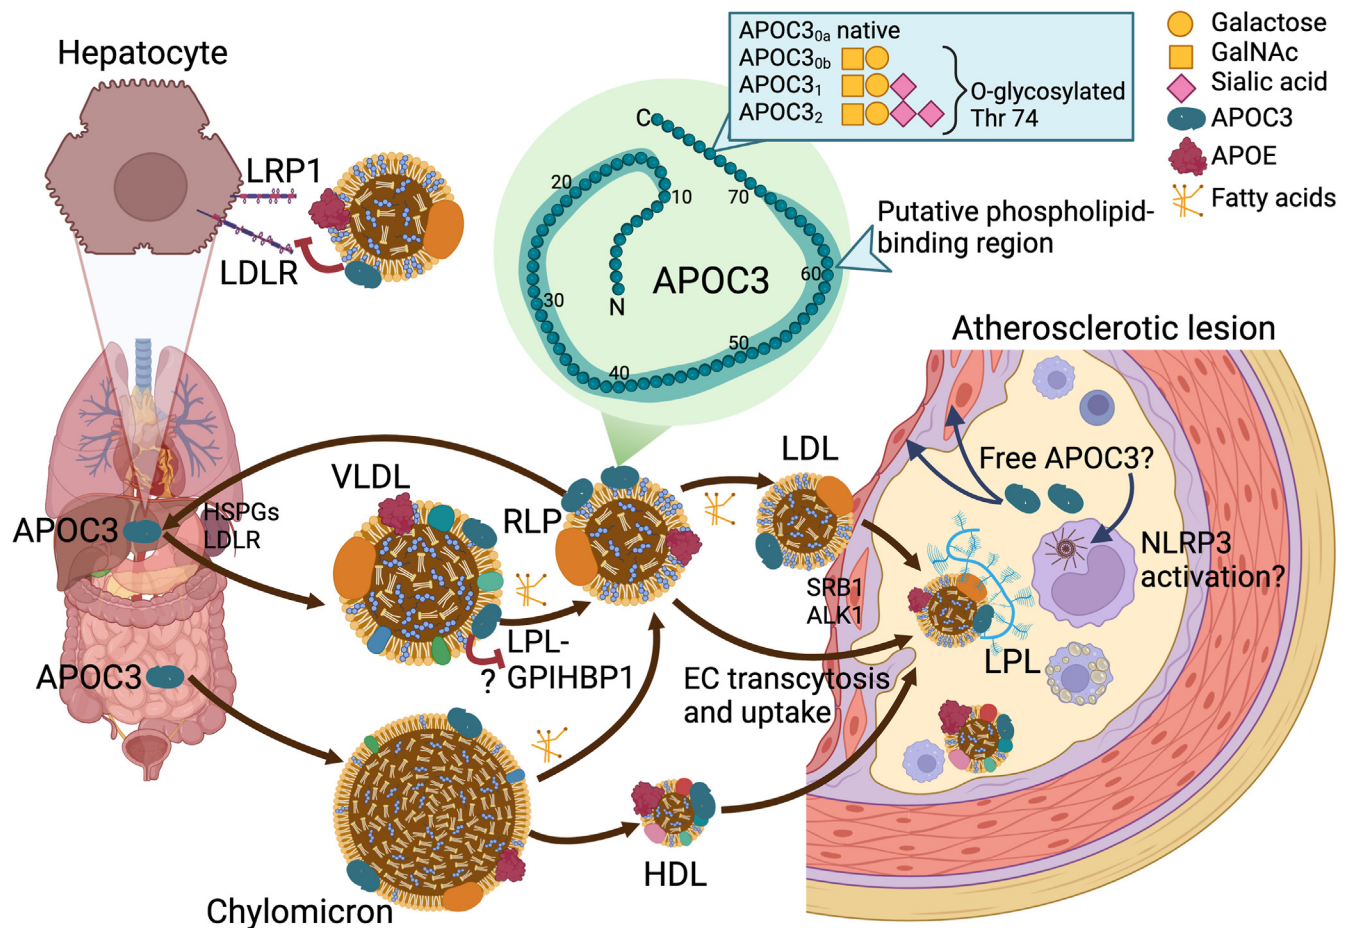 Hepatocyte
LRP1
LDLR
APOC3₀ₐ native
APOC3₀b
APOC3₁
APOC3₂
O-glycosylated
Thr 74
Galactose
GalNAc
Sialic acid
APOC3
APOE
Fatty acids
C
20
10
70
30
N
APOC3
60
50
40
Putative phospholipid-
binding region
Atherosclerotic lesion
VLDL
RLP
LDL
Free APOC3?
APOC3
HSPGs
LDLR
NLRP3
activation?
SRB1
ALK1
LPL-
? GPIHBP1
LPL
APOC3
EC transcytosis
and uptake
HDL
Chylomicron